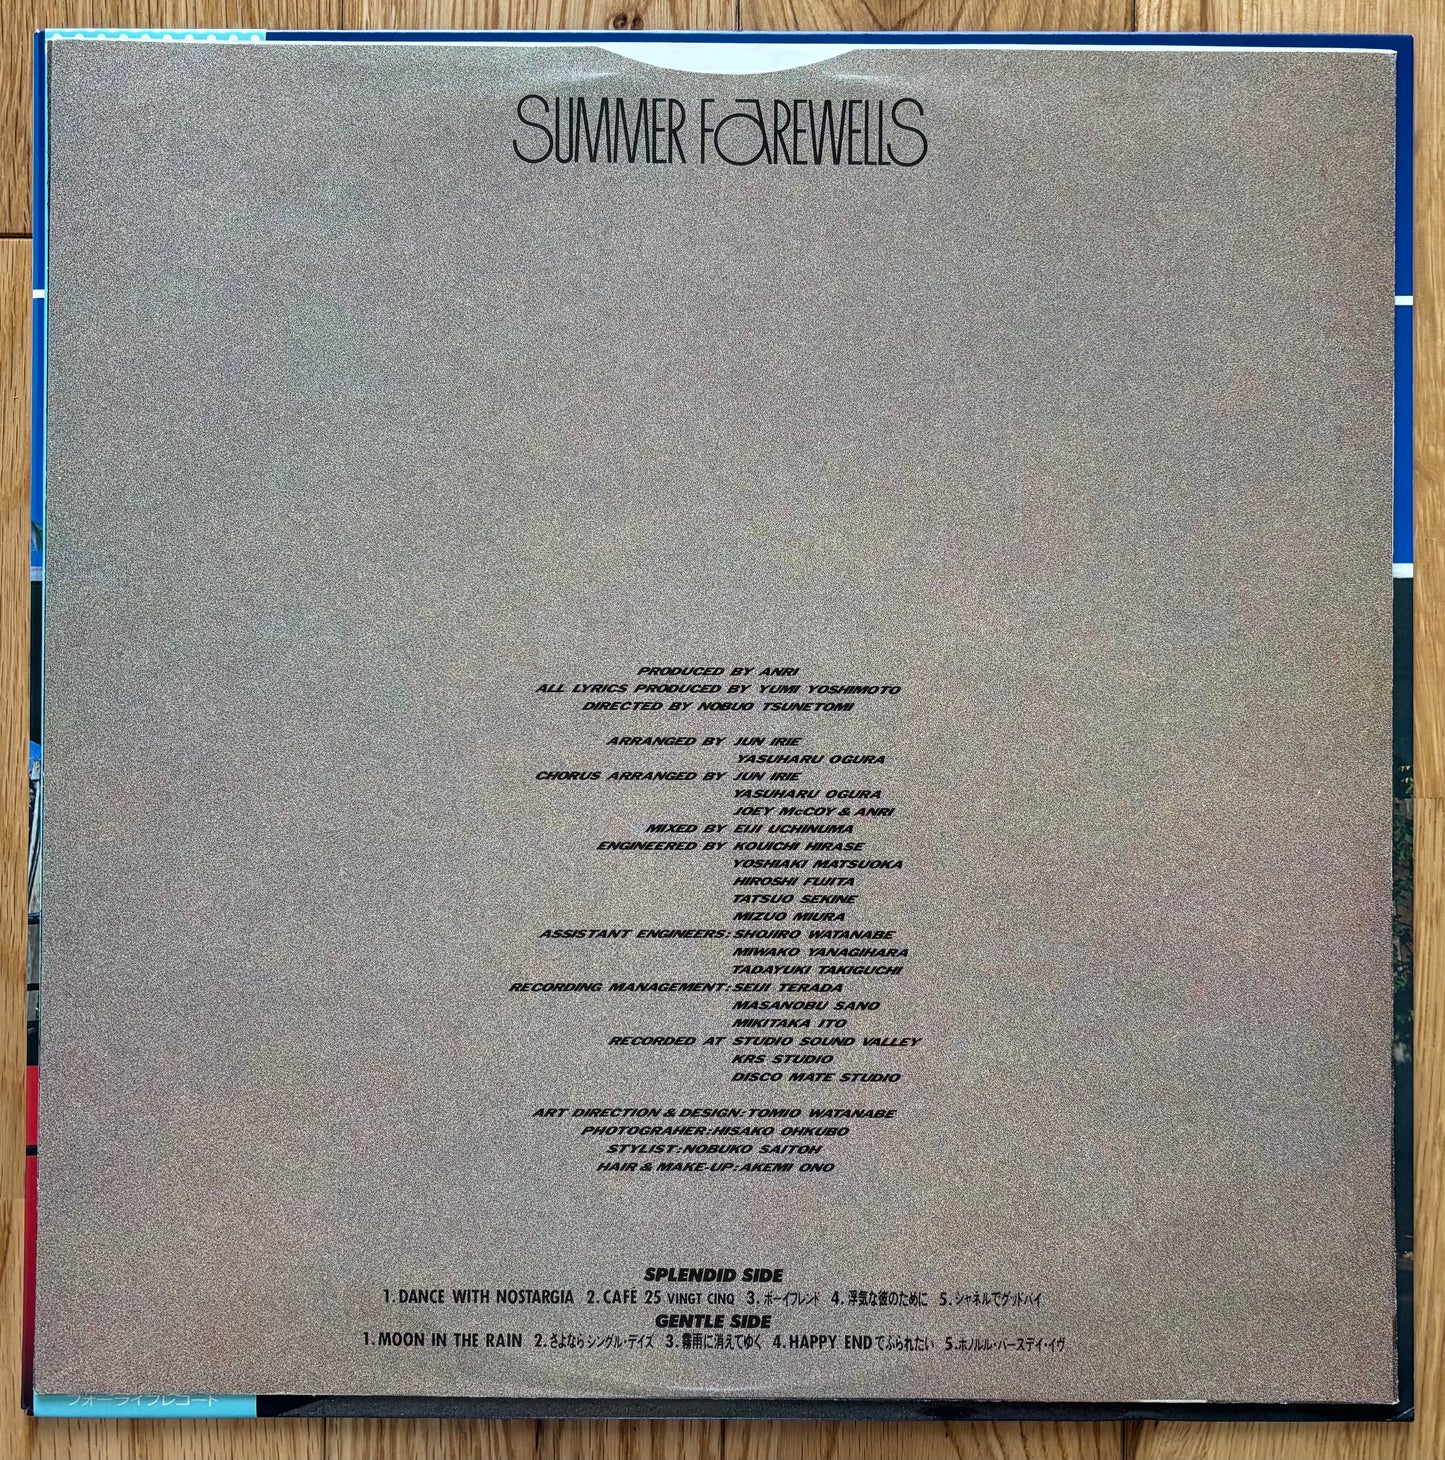 SUMMER FAREWELLS
PRODUCED BY ANRI
ALL LYRICS PRODUCED BY YUMI YOSHIMOTO
DIRECTED BY NOBUO TSUNETOMI
ARRANGED BY JUN IRIE
YASUHARU OGURA
CHORUS ARRANGED BY JUN IRIE
YASUHARU OGURA
JOEY McCOY & ANRI
MIXED BY EIJI UCHINUMA
ENGINEERED BY KOUICHI HIRASE
YOSHIAKI MATSUOKA
HIROSHI FUJITA
TATSUO SEKINE
MIZUO MIURA
ASSISTANT ENGINEERS: SHOJIRO WATANABE
MIWAKO YANAGIHARA
TADAYUKI TAKIGUCHI
RECORDING MANAGEMENT: SEIJI TERADA
MASANOBU SANO
MIKITAKA ITO
RECORDED AT STUDIO SOUND VALLEY
KRS STUDIO
DISCO MATE STUDIO
ART DIRECTION & DESIGN: TOMIO WATANABE
PHOTOGRAHER: HISAKO OHKUBO
STYLIST: NOBUKO SAITOH
HAIR & MAKE-UP: AKEMI ONO
SPLENDID SIDE
1. DANCE WITH NOSTARGIA 2. CAFÉ 25 VINGT CINQ 3. ボーイフレンド 4. 浮気な彼のために 5. シャネルでグッドバイ
GENTLE SIDE
1. MOON IN THE RAIN 2. さよならシングル・デイズ 3. 霧雨に消えてゆく 4. HAPPY ENDでふられたい 5. ホノルル・バースデイ・イヴ
フォーライフレコード